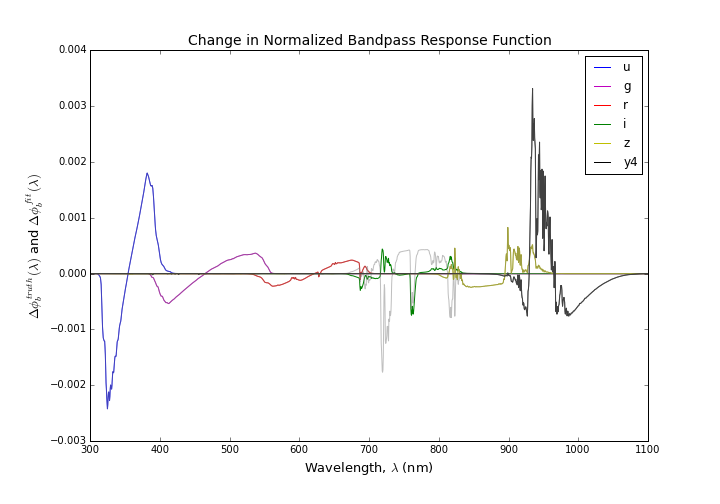 Change in Normalized Bandpass Response Function
0.004
0.003
0.002
0.001
0.000
−0.001
−0.002
−0.003
Δϕ_b^truth(λ) and Δϕ_b^fit(λ)
u
g
r
i
z
y4
300 400 500 600 700 800 900 1000 1100
Wavelength, λ (nm)